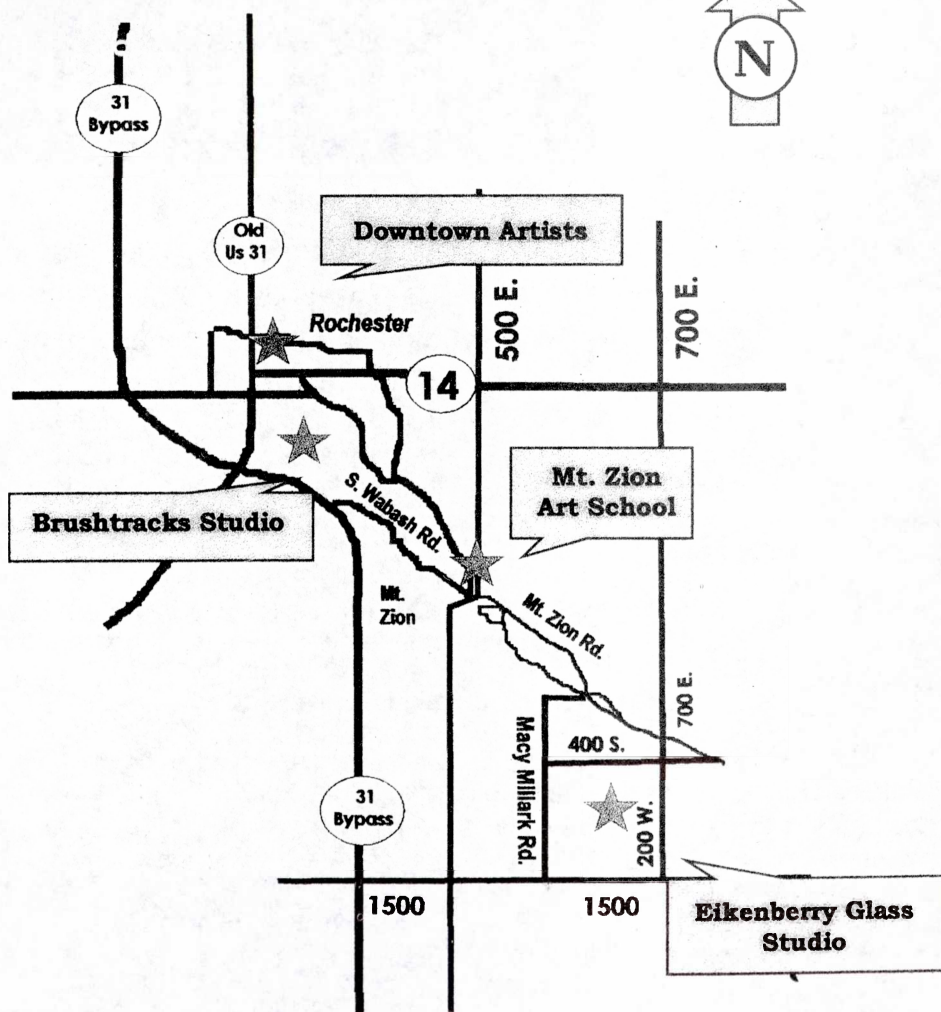 N
31
Bypass
Old
Us 31
Downtown Artists
500 E.
700 E.
Rochester
14
Mt. Zion
Art School
S. Wabash Rd.
Brushtracks Studio
Mt.
Zion
Mt. Zion Rd.
700 E.
Macy Millark Rd.
400 S.
31
Bypass
200 W.
1500
1500
Eikenberry Glass
Studio